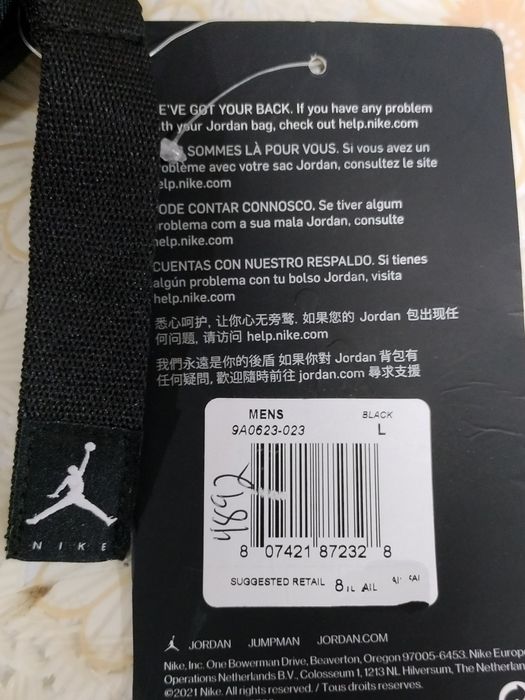 E'VE GOT YOUR BACK. If you have any problem
th your Jordan bag, check out help.nike.com
SOMMES LÀ POUR VOUS. Si vous avez un
oblème avec votre sac Jordan, consultez le site
elp.nike.com
ODE CONTAR CONNOSCO. Se tiver algum
roblema com a sua mala Jordan, consulte
help.nike.com
CUENTAS CON NUESTRO RESPALDO. Si tienes
algún problema con tu bolso Jordan, visita
help.nike.com
悉心呵护, 让你心无旁骛. 如果您的 Jordan 包出现任
何问题, 请访问 help.nike.com
我們永遠是你的後盾 如果你對 Jordan 背包有
任何疑問, 歡迎隨時前往 jordan.com 尋求支援
MENS BLACK
9A0623-023 L
4892
8 07421 87232 8
SUGGESTED RETAIL
NIKE
JORDAN JUMPMAN JORDAN.COM
Nike, Inc. One Bowerman Drive, Beaverton, Oregon 97005-6453. Nike Europ
Operations Netherlands B.V., Colosseum 1, 1213 NL Hilversum, The Netherlan
©2021 Nike. All rights reserved. / Tous droits réservés.